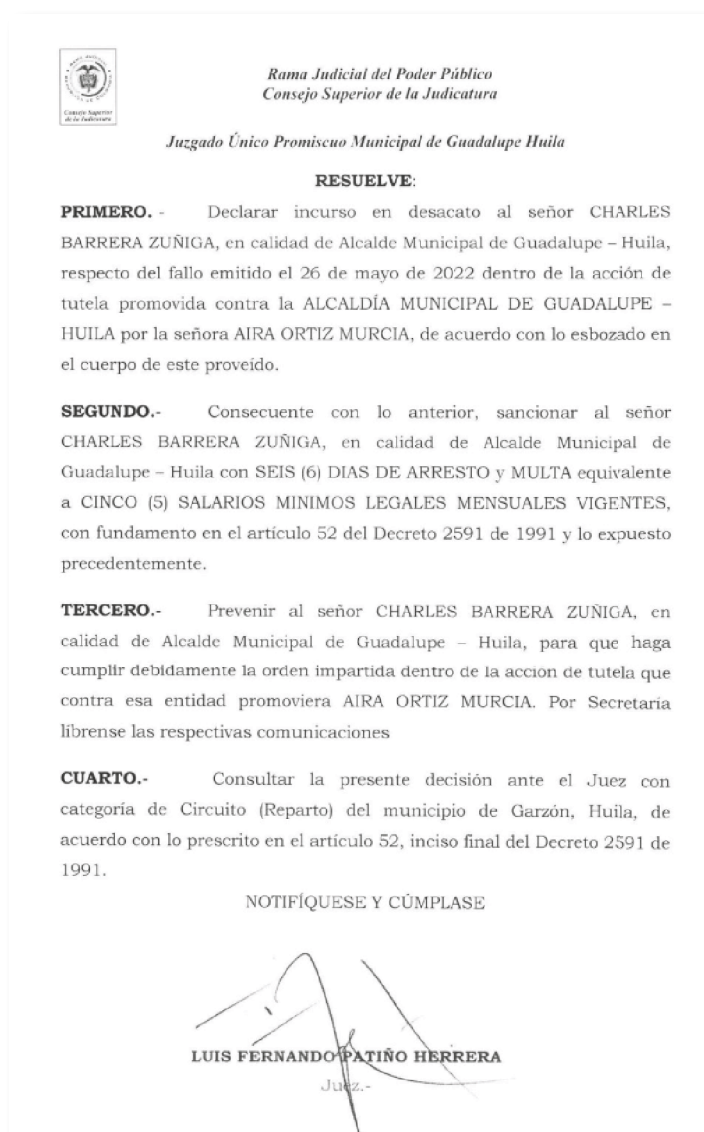 Consejo Superior
de la Judicatura
Rama Judicial del Poder Público
Consejo Superior de la Judicatura
Juzgado Único Promiscuo Municipal de Guadalupe Huila
RESUELVE:
PRIMERO. - Declarar incurso en desacato al señor CHARLES
BARRERA ZUÑIGA, en calidad de Alcalde Municipal de Guadalupe – Huila,
respecto del fallo emitido el 26 de mayo de 2022 dentro de la acción de
tutela promovida contra la ALCALDÍA MUNICIPAL DE GUADALUPE –
HUILA por la señora AIRA ORTIZ MURCIA, de acuerdo con lo esbozado en
el cuerpo de este proveído.
SEGUNDO.- Consecuente con lo anterior, sancionar al señor
CHARLES BARRERA ZUÑIGA, en calidad de Alcalde Municipal de
Guadalupe – Huila con SEIS (6) DIAS DE ARRESTO y MULTA equivalente
a CINCO (5) SALARIOS MINIMOS LEGALES MENSUALES VIGENTES,
con fundamento en el artículo 52 del Decreto 2591 de 1991 y lo expuesto
precedentemente.
TERCERO.- Prevenir al señor CHARLES BARRERA ZUÑIGA, en
calidad de Alcalde Municipal de Guadalupe – Huila, para que haga
cumplir debidamente la orden impartida dentro de la accion de tutela que
contra esa entidad promoviera AIRA ORTIZ MURCIA. Por Secretaría
líbrense las respectivas comunicaciones
CUARTO.- Consultar la presente decisión ante el Juez con
categoría de Circuito (Reparto) del municipio de Garzón, Huila, de
acuerdo con lo prescrito en el artículo 52, inciso final del Decreto 2591 de
1991.
NOTIFÍQUESE Y CÚMPLASE
LUIS FERNANDO PATIÑO HERRERA
Juez.-